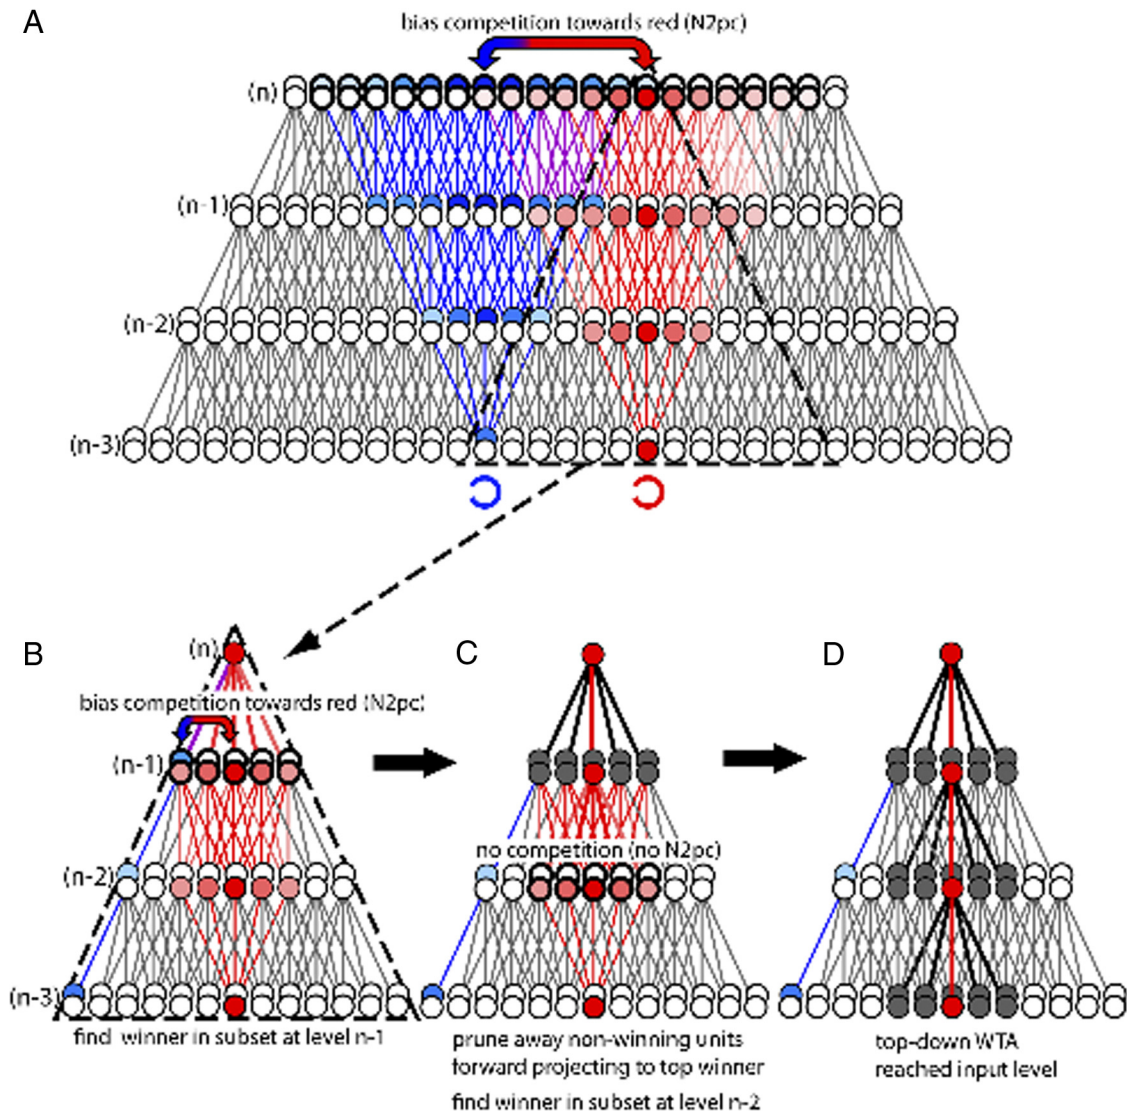 A
bias competition towards red (N2pc)
(n)
(n-1)
(n-2)
(n-3)
B
C
D
(n)
bias competition towards red (N2pc)
(n-1)
no competition (no N2pc)
(n-2)
(n-3)
find winner in subset at level n-1
prune away non-winning units
forward projecting to top winner
find winner in subset at level n-2
top-down WTA
reached input level